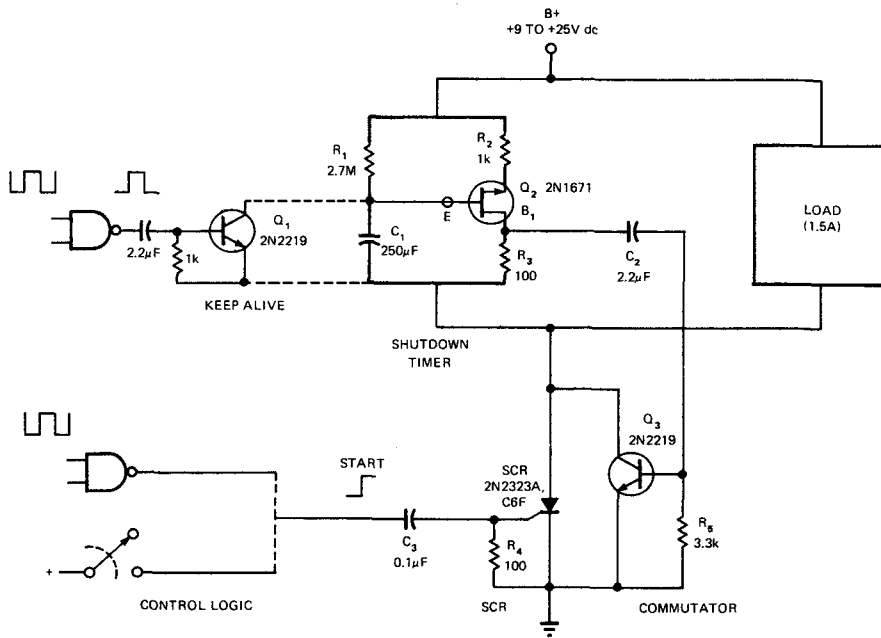 B+
+9 TO +25V dc
R1
2.7M
R2
1k
Q2 2N1671
E
B1
C1
250μF
R3
100
C2
2.2μF
LOAD
(1.5A)
2.2μF
1k
Q1
2N2219
KEEP ALIVE
SHUTDOWN
TIMER
Q3
2N2219
START
SCR
2N2323A,
C6F
C3
0.1μF
R4
100
R5
3.3k
+
CONTROL LOGIC
SCR
COMMUTATOR